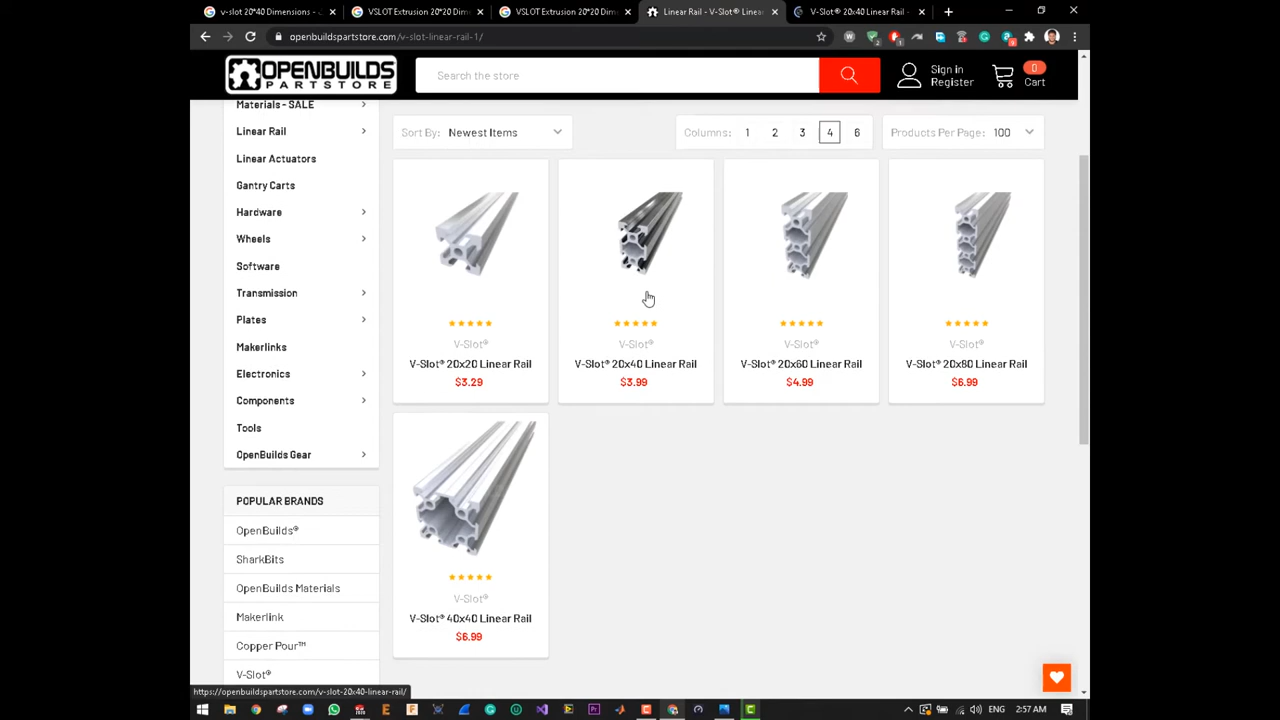 v-slot 20*40 Dimensions -
VSLOT Extrusion 20*20 Dim
VSLOT Extrusion 20*20 Dim
Linear Rail - V-Slot® Linear
V-Slot® 20x40 Linear Rail -
openbuildspartstore.com/v-slot-linear-rail-1/
OPENBUILDS
PARTSTORE
Search the store
Sign in
Register
0
Cart
Materials - SALE
Linear Rail
Linear Actuators
Gantry Carts
Hardware
Wheels
Software
Transmission
Plates
Makerlinks
Electronics
Components
Tools
OpenBuilds Gear
POPULAR BRANDS
OpenBuilds®
SharkBits
OpenBuilds Materials
Makerlink
Copper Pour™
V-Slot®
Sort By: Newest Items
Columns: 1 2 3 4 6
Products Per Page: 100
V-Slot®
V-Slot® 20x20 Linear Rail
$3.29
V-Slot®
V-Slot® 20x40 Linear Rail
$3.99
V-Slot®
V-Slot® 20x60 Linear Rail
$4.99
V-Slot®
V-Slot® 20x80 Linear Rail
$6.99
V-Slot®
V-Slot® 40x40 Linear Rail
$6.99
https://openbuildspartstore.com/v-slot-20x40-linear-rail/
ENG 2:57 AM